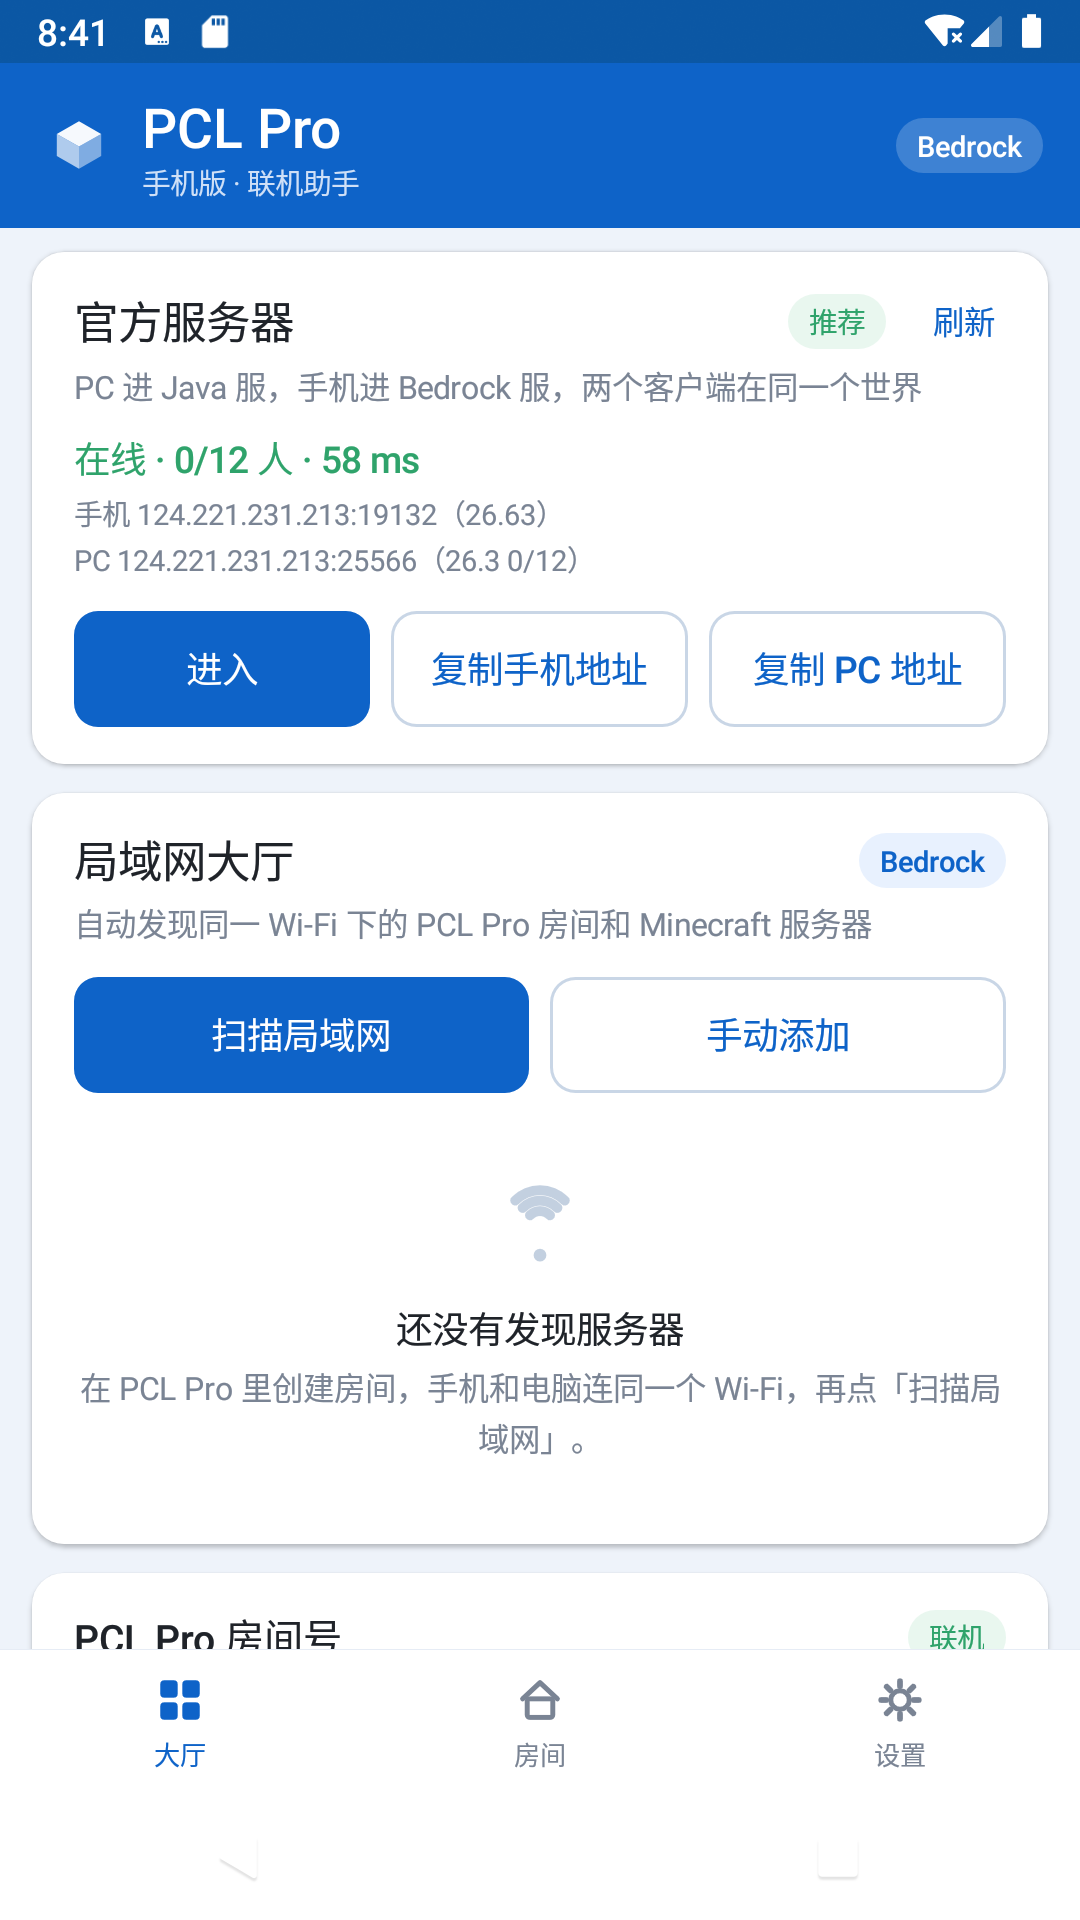 8:41
PCL Pro
手机版 · 联机助手
Bedrock
官方服务器
推荐
刷新
PC 进 Java 服，手机进 Bedrock 服，两个客户端在同一个世界
在线 · 0/12 人 · 58 ms
手机 124.221.231.213:19132（26.63）
PC 124.221.231.213:25566（26.3 0/12）
进入
复制手机地址
复制 PC 地址
局域网大厅
Bedrock
自动发现同一 Wi-Fi 下的 PCL Pro 房间和 Minecraft 服务器
扫描局域网
手动添加
还没有发现服务器
在 PCL Pro 里创建房间，手机和电脑连同一个 Wi-Fi，再点「扫描局
域网」。
PCL Pro 房间号
联机
大厅
房间
设置